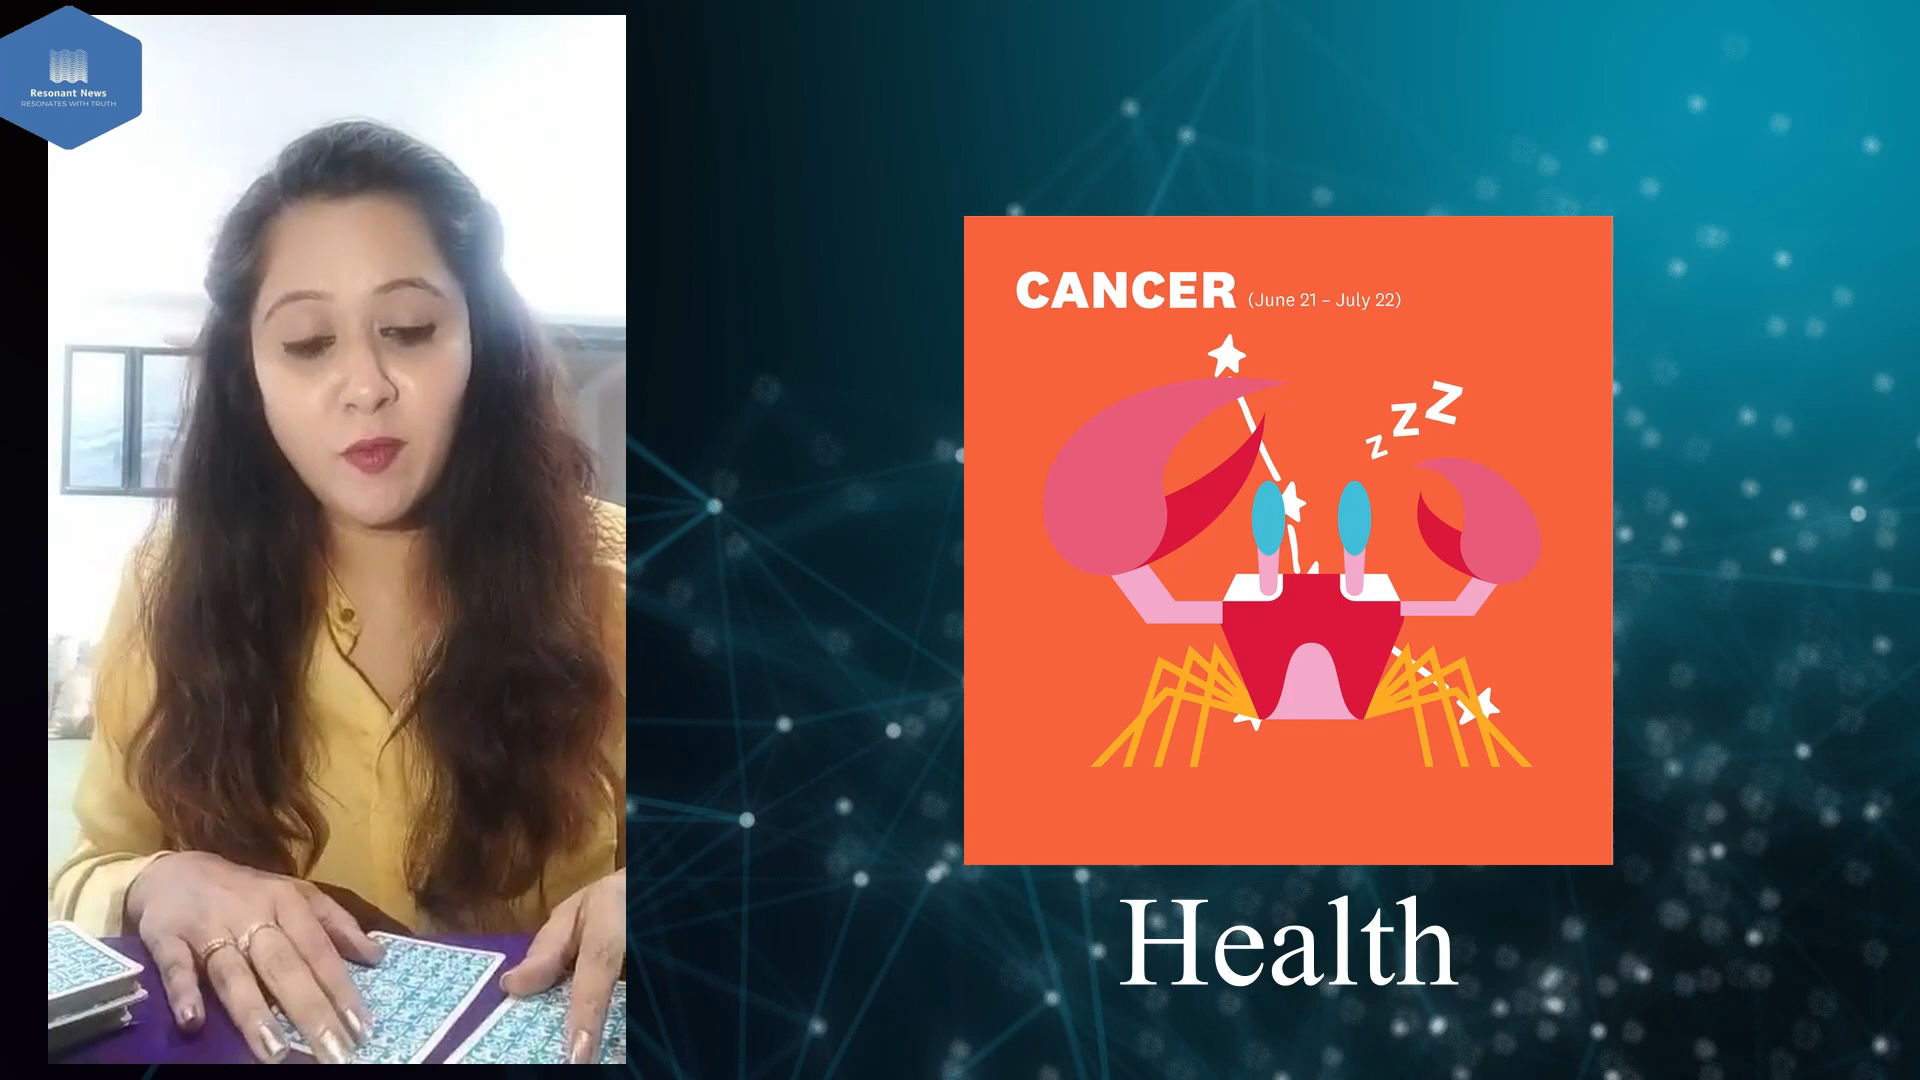 Resonant News
RESONATES WITH TRUTH
CANCER (June 21 – July 22)
z z Z
Health